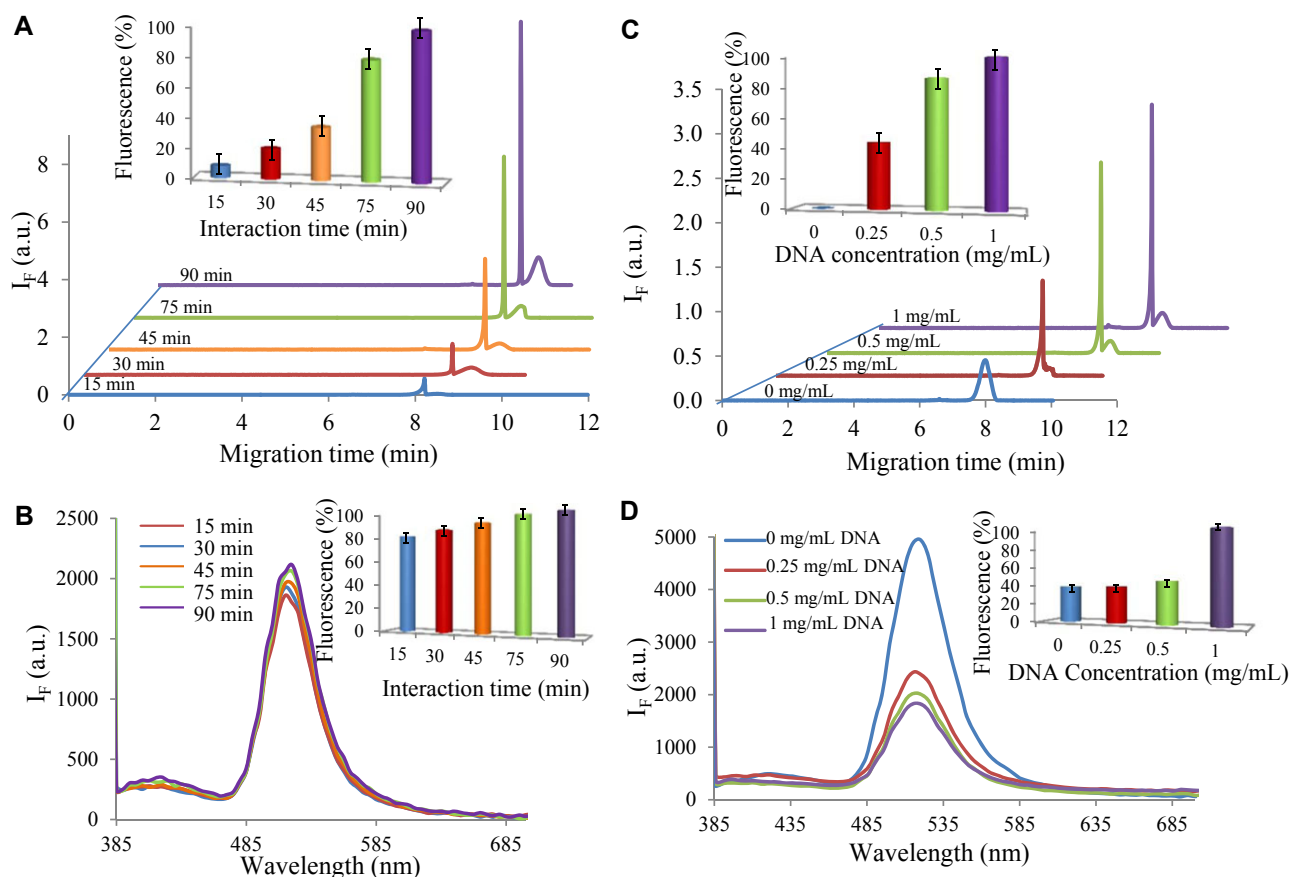 A
Fluorescence (%)
100
80
60
40
20
0
15 30 45 75 90
Interaction time (min)
I_F (a.u.)
8
6
4
2
0
90 min
75 min
45 min
30 min
15 min
0 2 4 6 8 10 12
Migration time (min)
C
Fluorescence (%)
100
80
60
40
20
0
0 0.25 0.5 1
DNA concentration (mg/mL)
I_F (a.u.)
3.5
3.0
2.5
2.0
1.5
1.0
0.5
0.0
1 mg/mL
0.5 mg/mL
0.25 mg/mL
0 mg/mL
0 2 4 6 8 10 12
Migration time (min)
B
I_F (a.u.)
2500
2000
1500
1000
500
0
15 min
30 min
45 min
75 min
90 min
Fluorescence (%)
100
80
60
40
20
0
15 30 45 75 90
Interaction time (min)
385 485 585 685
Wavelength (nm)
D
I_F (a.u.)
5000
4000
3000
2000
1000
0
0 mg/mL DNA
0.25 mg/mL DNA
0.5 mg/mL DNA
1 mg/mL DNA
Fluorescence (%)
100
80
60
40
20
0
0 0.25 0.5 1
DNA Concentration (mg/mL)
385 435 485 535 585 635 685
Wavelength (nm)